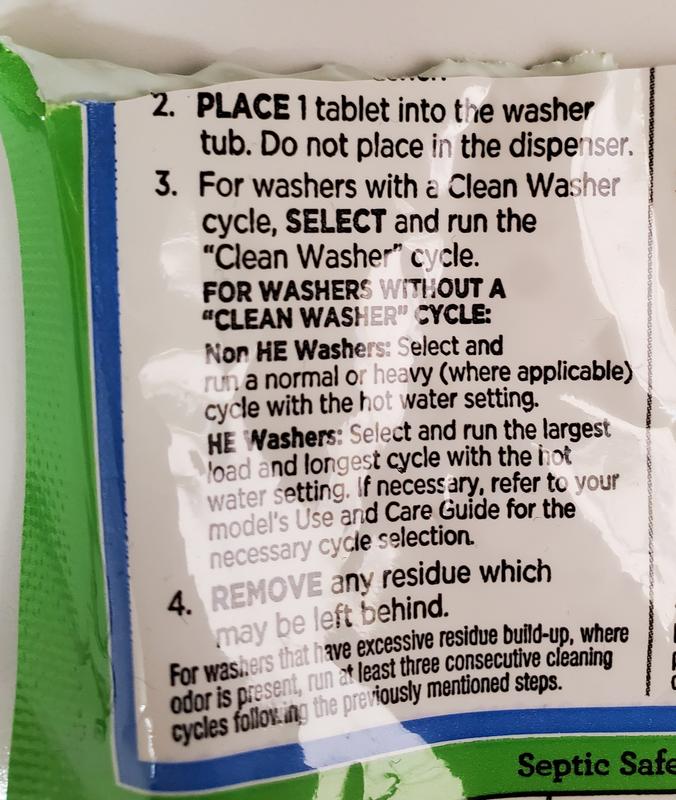 2. PLACE 1 tablet into the washer
tub. Do not place in the dispenser.
3. For washers with a Clean Washer
cycle, SELECT and run the
"Clean Washer" cycle.
FOR WASHERS WITHOUT A
"CLEAN WASHER" CYCLE:
Non HE Washers: Select and
run a normal or heavy (where applicable)
cycle with the hot water setting.
HE Washers: Select and run the largest
load and longest cycle with the hot
water setting. If necessary, refer to your
model's Use and Care Guide for the
necessary cycle selection.
4. REMOVE any residue which
may be left behind.
For washers that have excessive residue build-up, where
odor is present, run at least three consecutive cleaning
cycles following the previously mentioned steps.
Septic Safe